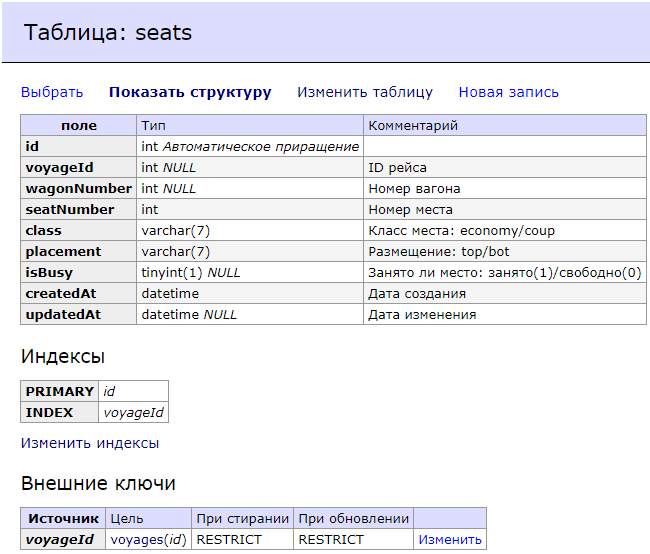 Таблица: seats
Выбрать Показать структуру Изменить таблицу Новая запись
поле Тип Комментарий
id int Автоматическое приращение
voyageId int NULL ID рейса
wagonNumber int NULL Номер вагона
seatNumber int Номер места
class varchar(7) Класс места: economy/coup
placement varchar(7) Размещение: top/bot
isBusy tinyint(1) NULL Занято ли место: занято(1)/свободно(0)
createdAt datetime Дата создания
updatedAt datetime NULL Дата изменения
Индексы
PRIMARY id
INDEX voyageId
Изменить индексы
Внешние ключи
Источник Цель При стирании При обновлении
voyageId voyages(id) RESTRICT RESTRICT Изменить